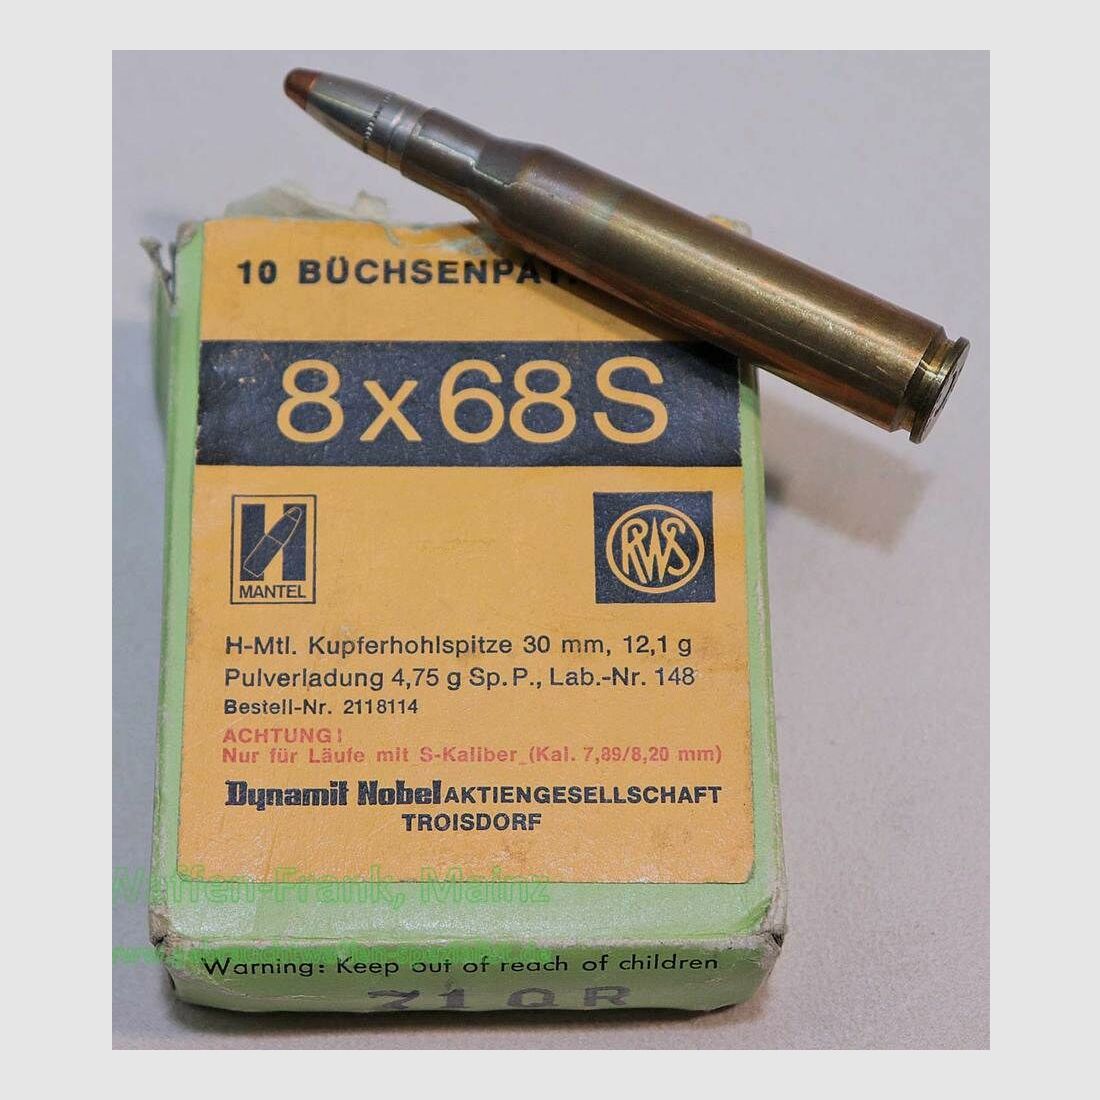 10 BÜCHSENPAT
8x68S
MANTEL
RWS
H-Mtl. Kupferhohlspitze 30 mm, 12,1 g
Pulverladung 4,75 g Sp. P., Lab.-Nr. 148
Bestell-Nr. 2118114
ACHTUNG!
Nur für Läufe mit S-Kaliber (Kal. 7,89/8,20 mm)
Dynamit Nobel AKTIENGESELLSCHAFT
TROISDORF
Waffen-Frank, Mainz
Warning: Keep out of reach of children
71QR